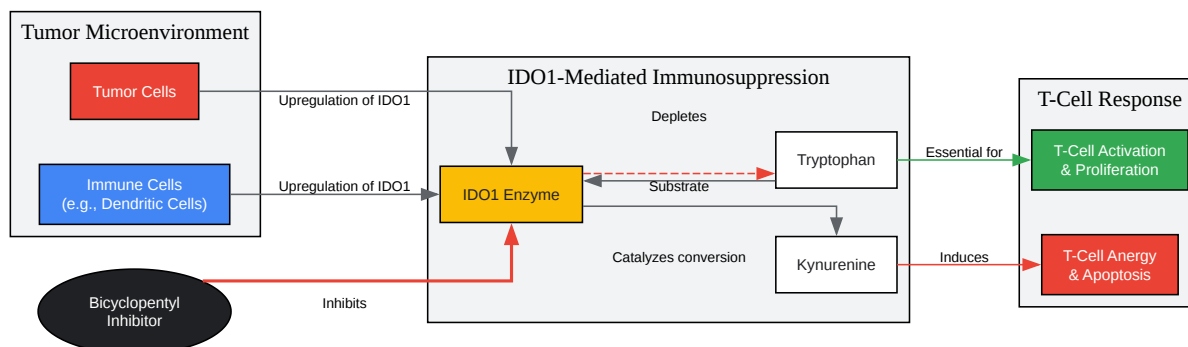 Tumor Microenvironment
Tumor Cells
Upregulation of IDO1
Immune Cells
(e.g., Dendritic Cells)
Upregulation of IDO1
Bicyclopentyl
Inhibitor
Inhibits
IDO1-Mediated Immunosuppression
Depletes
IDO1 Enzyme
Substrate
Tryptophan
Catalyzes conversion
Kynurenine
Essential for
Induces
T-Cell Response
T-Cell Activation
& Proliferation
T-Cell Anergy
& Apoptosis